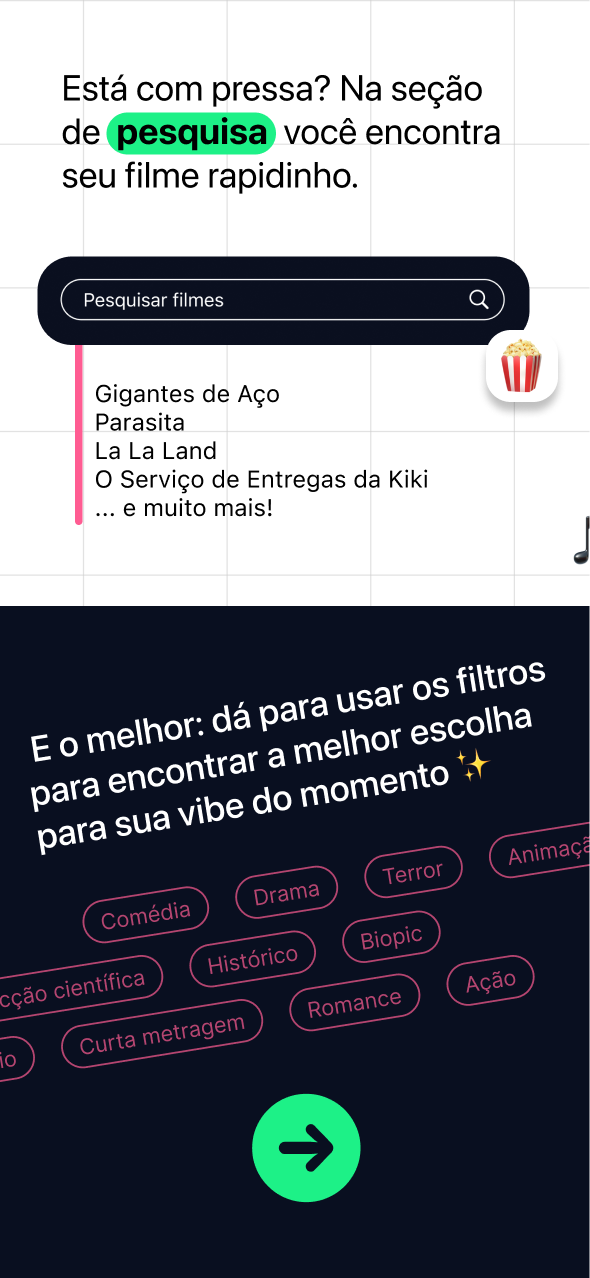 Está com pressa? Na seção
de pesquisa você encontra
seu filme rapidinho.
Pesquisar filmes
Gigantes de Aço
Parasita
La La Land
O Serviço de Entregas da Kiki
... e muito mais!
E o melhor: dá para usar os filtros
para encontrar a melhor escolha
para sua vibe do momento ✨
Comédia Drama Terror Animaçã
cção científica Histórico Biopic
io Curta metragem Romance Ação